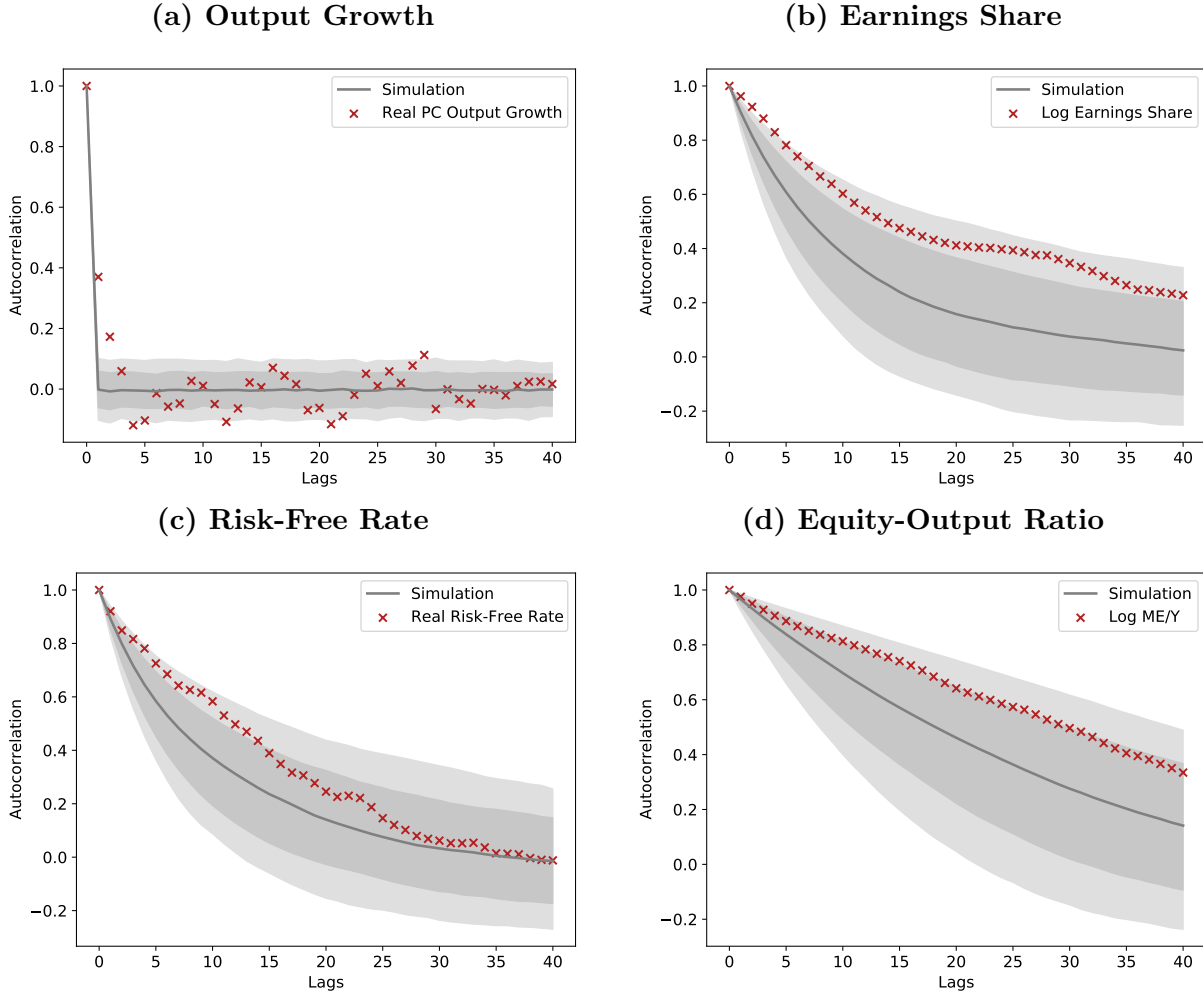 (a) Output Growth
Simulation
Real PC Output Growth
Autocorrelation
1.0
0.8
0.6
0.4
0.2
0.0
0 5 10 15 20 25 30 35 40
Lags
(b) Earnings Share
Simulation
Log Earnings Share
Autocorrelation
1.0
0.8
0.6
0.4
0.2
0.0
−0.2
0 5 10 15 20 25 30 35 40
Lags
(c) Risk-Free Rate
Simulation
Real Risk-Free Rate
Autocorrelation
1.0
0.8
0.6
0.4
0.2
0.0
−0.2
0 5 10 15 20 25 30 35 40
Lags
(d) Equity-Output Ratio
Simulation
Log ME/Y
Autocorrelation
1.0
0.8
0.6
0.4
0.2
0.0
−0.2
0 5 10 15 20 25 30 35 40
Lags